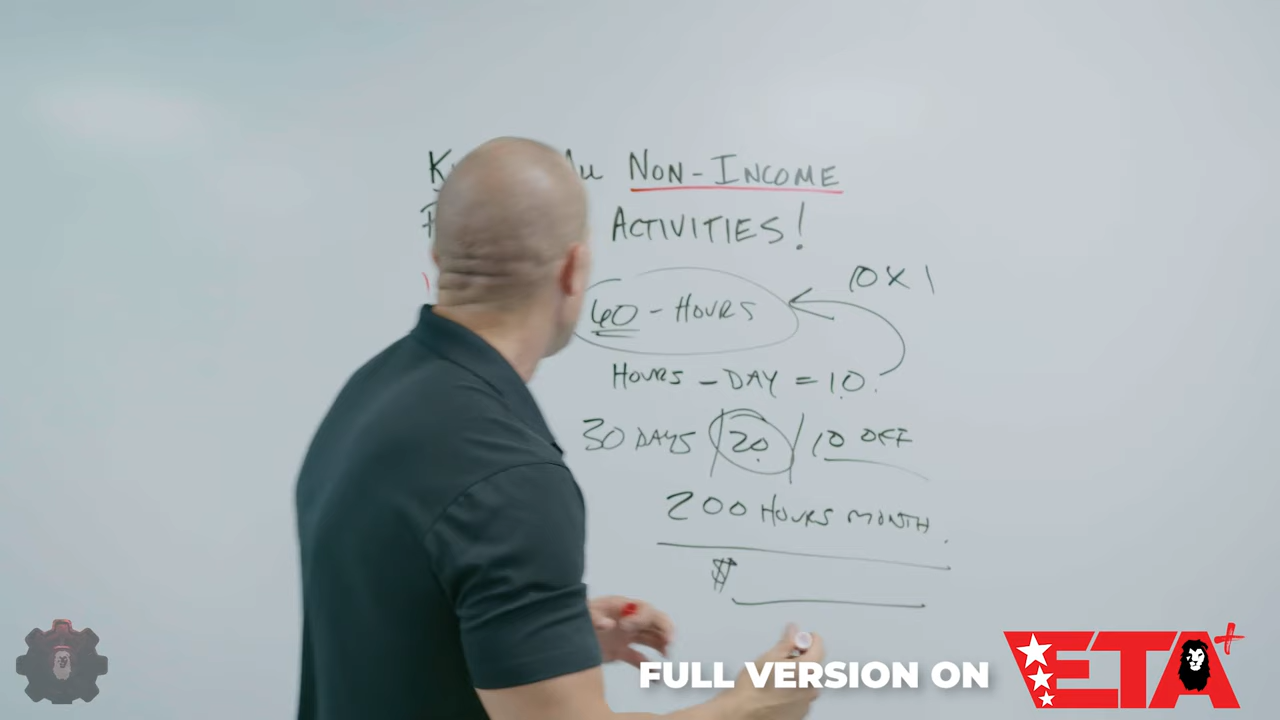 NON-INCOME
ACTIVITIES!
10 X 1
60 - HOURS
HOURS - DAY = 10.
30 DAYS 20 10 OFF
200 HOURS MONTH.
$
FULL VERSION ON ETA+